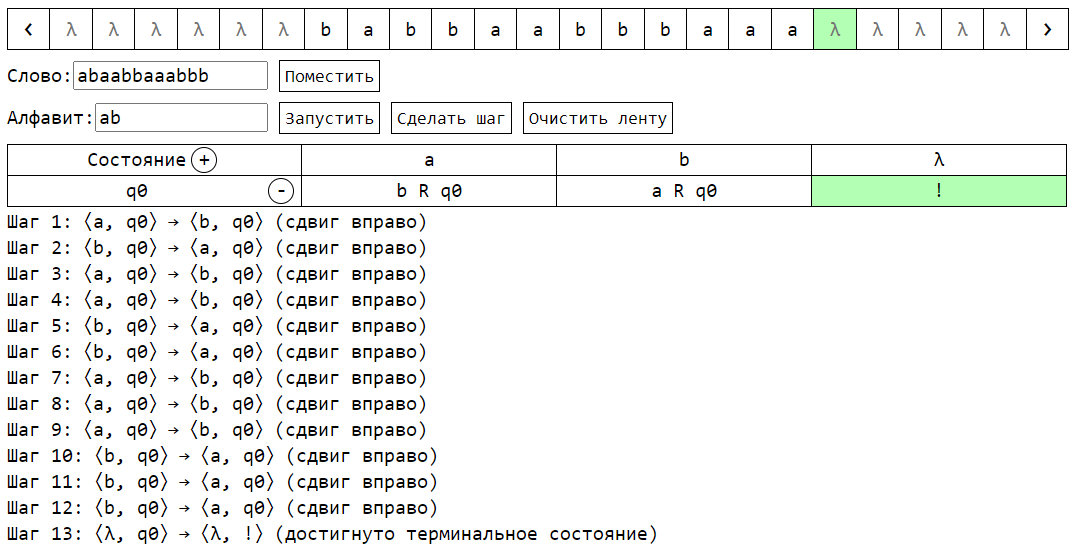 < λ λ λ λ λ λ b a b b a a b b b a a a λ λ λ λ λ >
Слово: abaabbaaabbb Поместить
Алфавит: ab Запустить Сделать шаг Очистить ленту
Состояние + a b λ
q0 - b R q0 a R q0 !
Шаг 1: ⟨a, q0⟩ → ⟨b, q0⟩ (сдвиг вправо)
Шаг 2: ⟨b, q0⟩ → ⟨a, q0⟩ (сдвиг вправо)
Шаг 3: ⟨a, q0⟩ → ⟨b, q0⟩ (сдвиг вправо)
Шаг 4: ⟨a, q0⟩ → ⟨b, q0⟩ (сдвиг вправо)
Шаг 5: ⟨b, q0⟩ → ⟨a, q0⟩ (сдвиг вправо)
Шаг 6: ⟨b, q0⟩ → ⟨a, q0⟩ (сдвиг вправо)
Шаг 7: ⟨a, q0⟩ → ⟨b, q0⟩ (сдвиг вправо)
Шаг 8: ⟨a, q0⟩ → ⟨b, q0⟩ (сдвиг вправо)
Шаг 9: ⟨a, q0⟩ → ⟨b, q0⟩ (сдвиг вправо)
Шаг 10: ⟨b, q0⟩ → ⟨a, q0⟩ (сдвиг вправо)
Шаг 11: ⟨b, q0⟩ → ⟨a, q0⟩ (сдвиг вправо)
Шаг 12: ⟨b, q0⟩ → ⟨a, q0⟩ (сдвиг вправо)
Шаг 13: ⟨λ, q0⟩ → ⟨λ, !⟩ (достигнуто терминальное состояние)